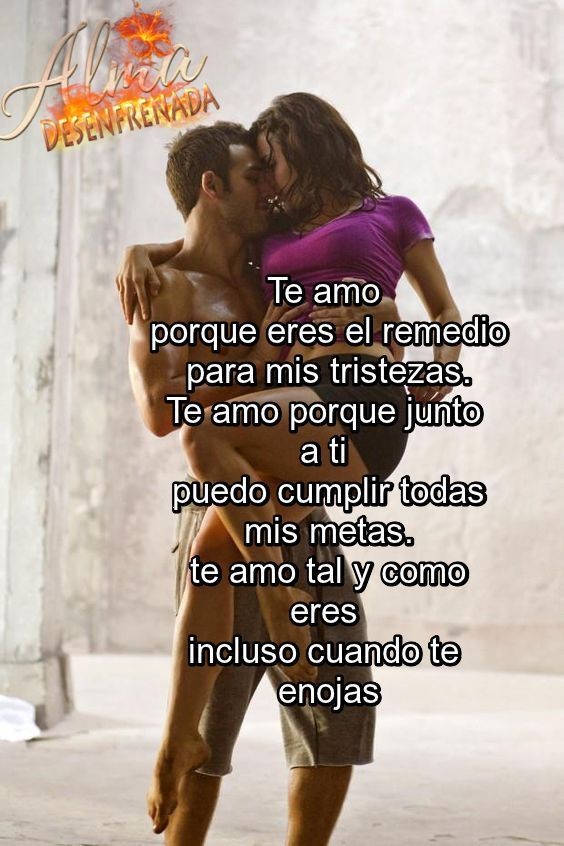 Alma
DESENFRENADA
Te amo
porque eres el remedio
para mis tristezas.
Te amo porque junto
a ti
puedo cumplir todas
mis metas.
te amo tal y como
eres
incluso cuando te
enojas